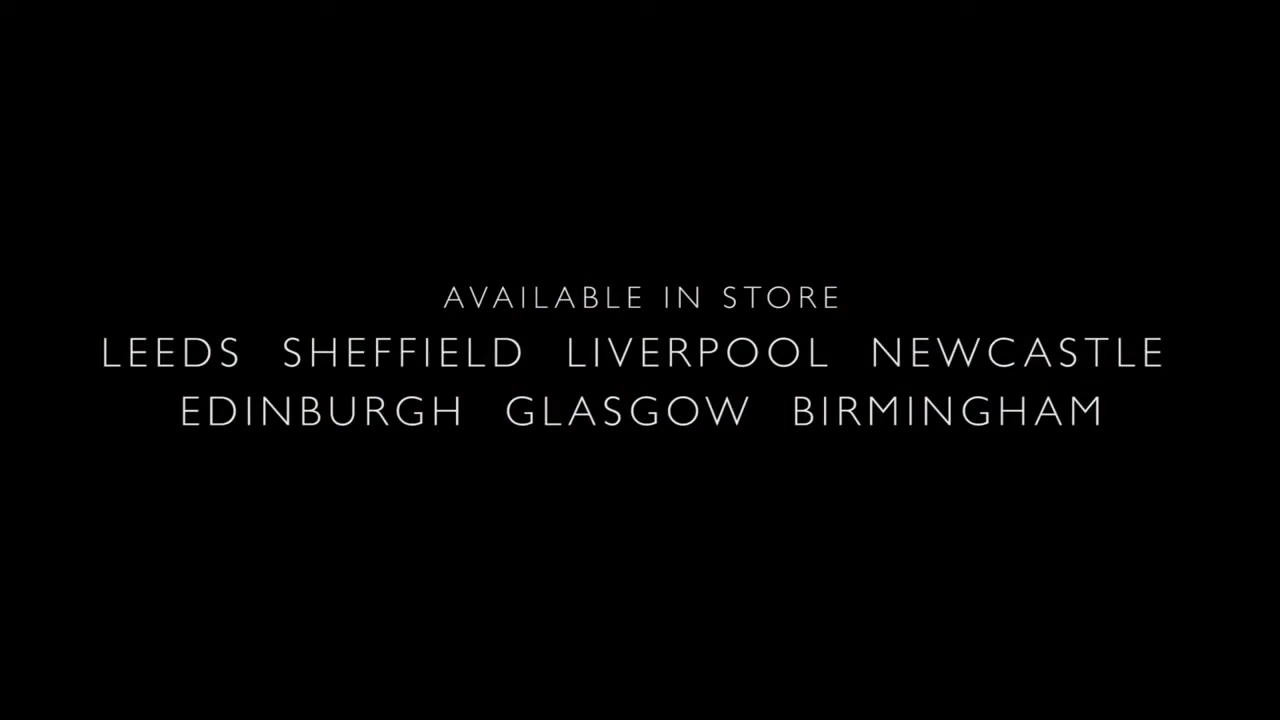 AVAILABLE IN STORE
LEEDS SHEFFIELD LIVERPOOL NEWCASTLE
EDINBURGH GLASGOW BIRMINGHAM